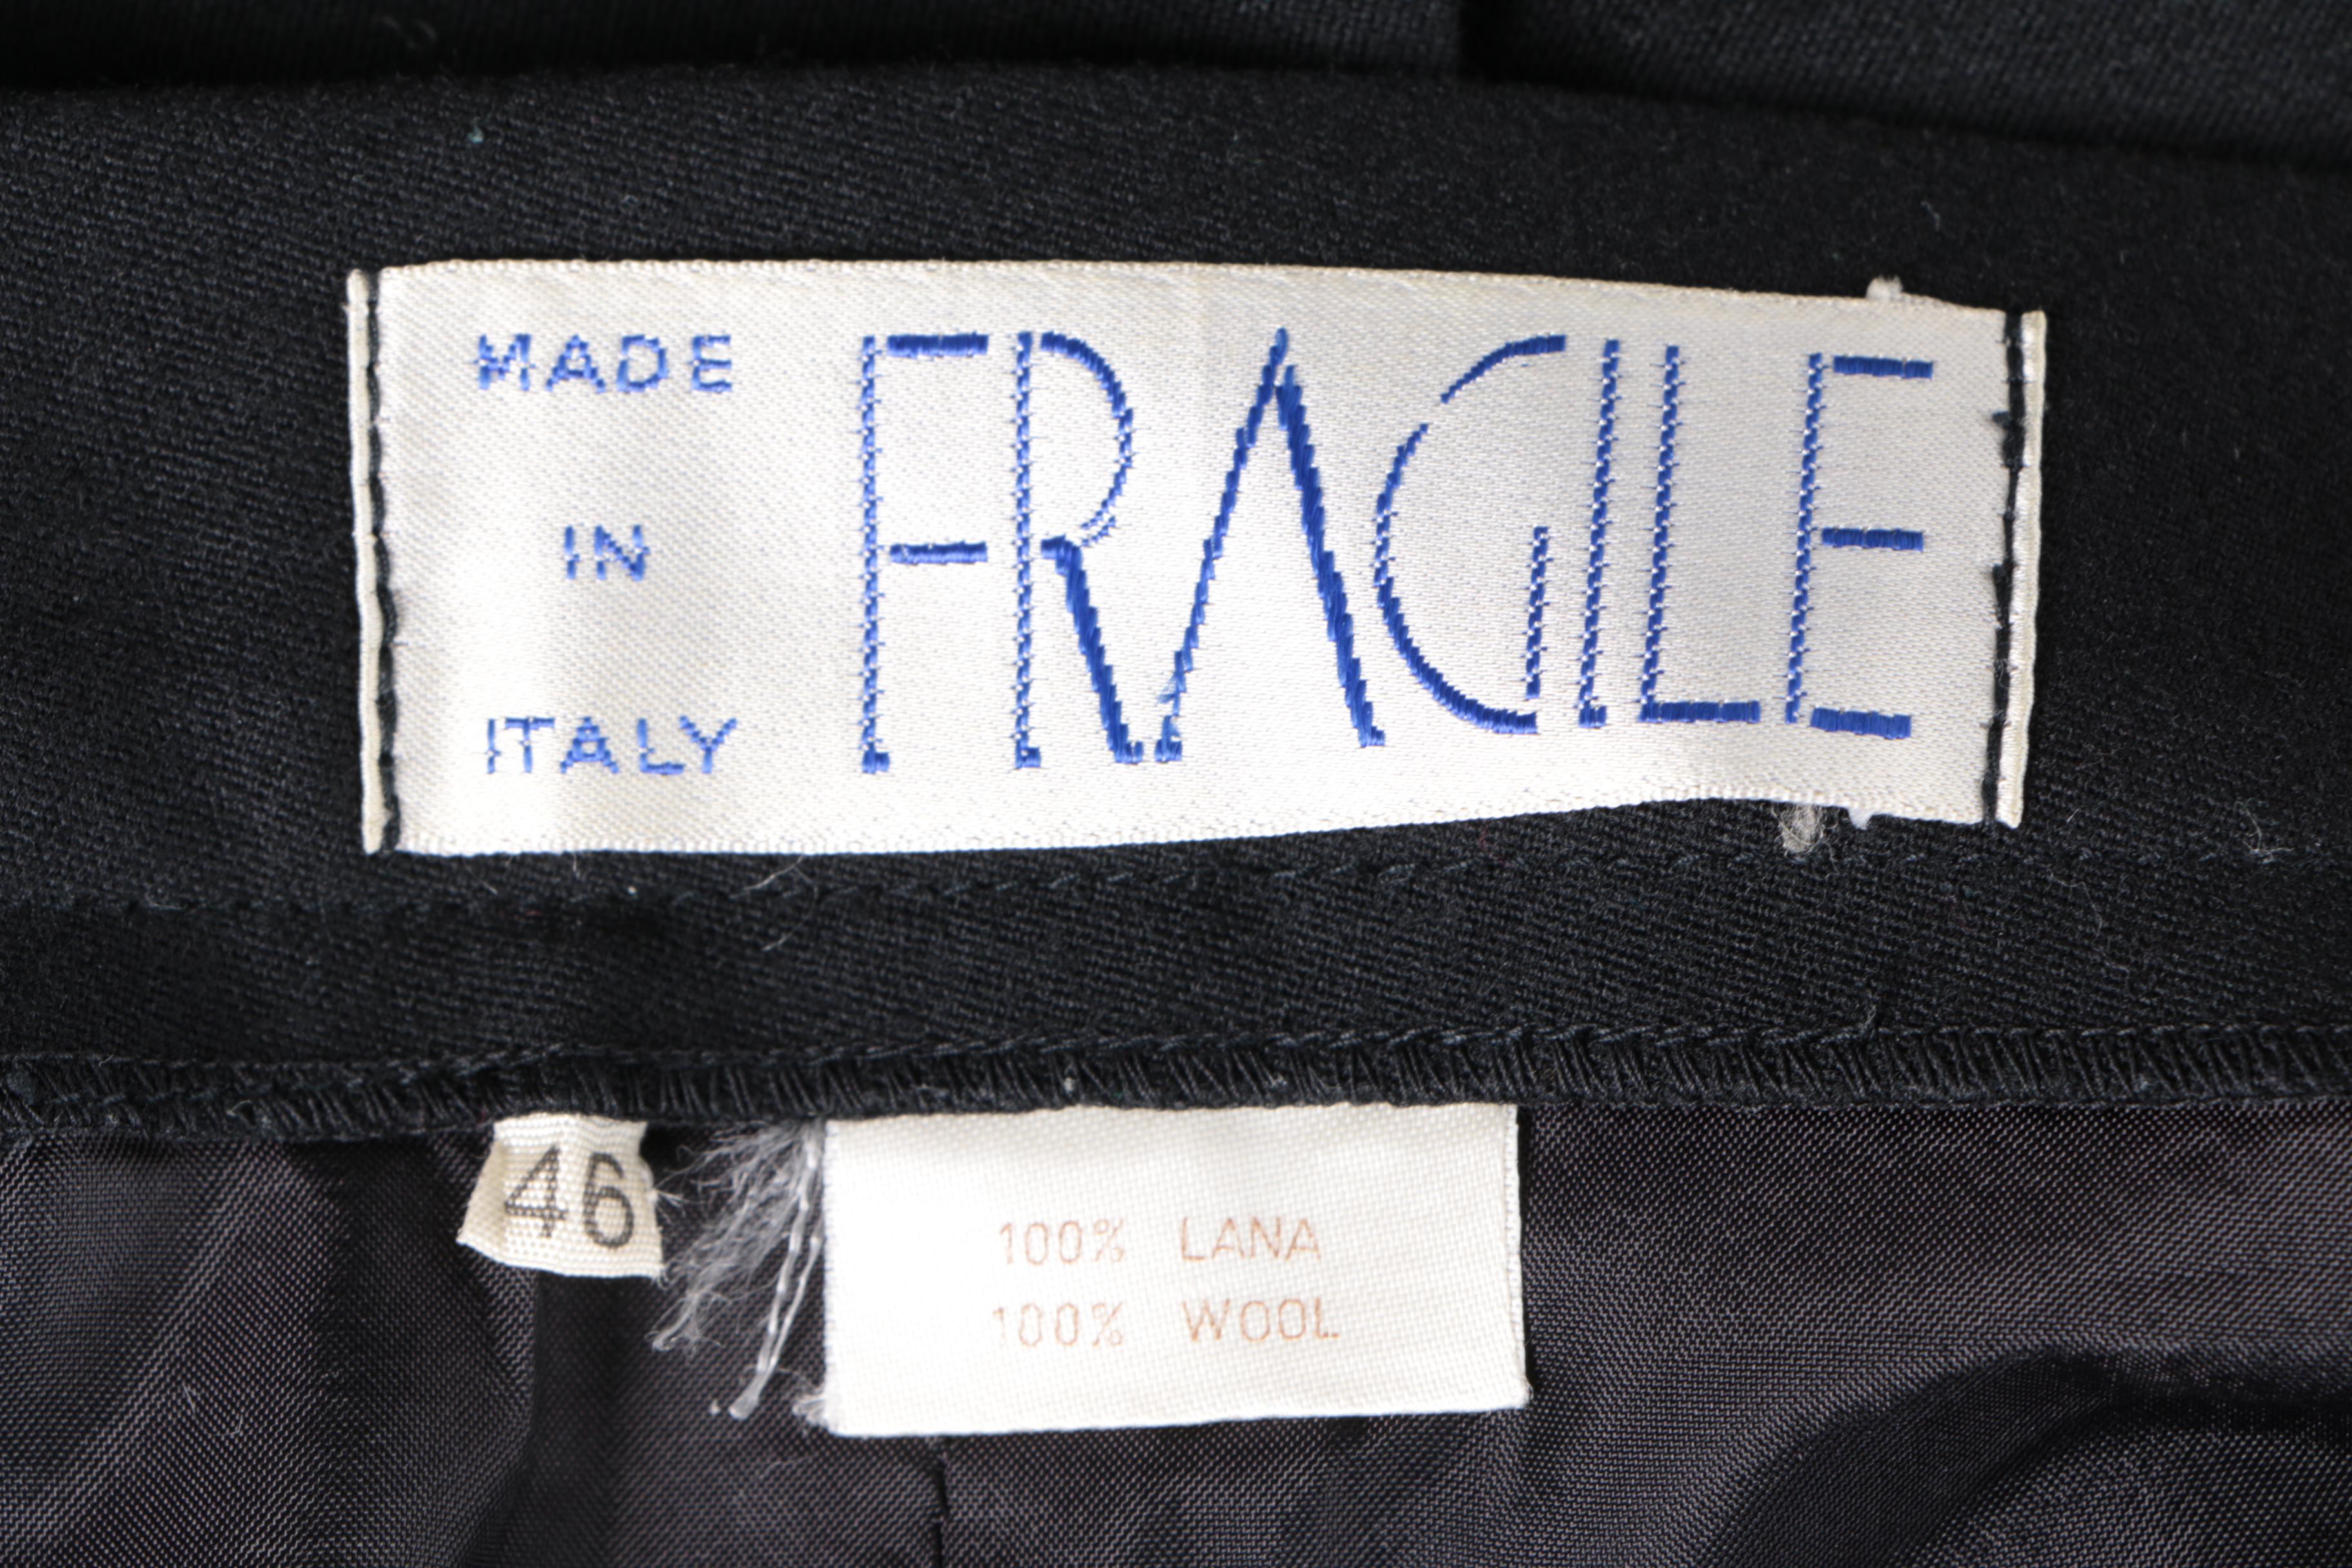 MADE
IN
ITALY
FRAGILE
46
100% LANA
100% WOOL